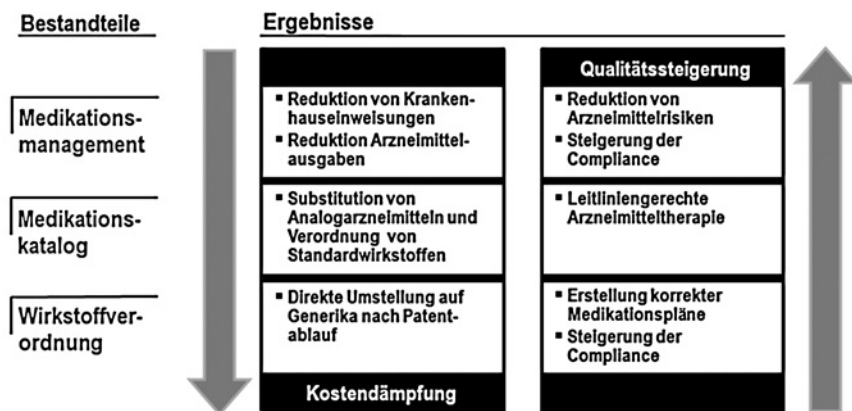 Bestandteile
Ergebnisse
Qualitätssteigerung
Medikations-
management
▪ Reduktion von Kranken-
hauseinweisungen
▪ Reduktion Arzneimittel-
ausgaben
▪ Reduktion von
Arzneimittelrisiken
▪ Steigerung der
Compliance
Medikations-
katalog
▪ Substitution von
Analogarzneimitteln und
Verordnung von
Standardwirkstoffen
▪ Leitliniengerechte
Arzneimitteltherapie
Wirkstoffver-
ordnung
▪ Direkte Umstellung auf
Generika nach Patent-
ablauf
▪ Erstellung korrekter
Medikationspläne
▪ Steigerung der
Compliance
Kostendämpfung